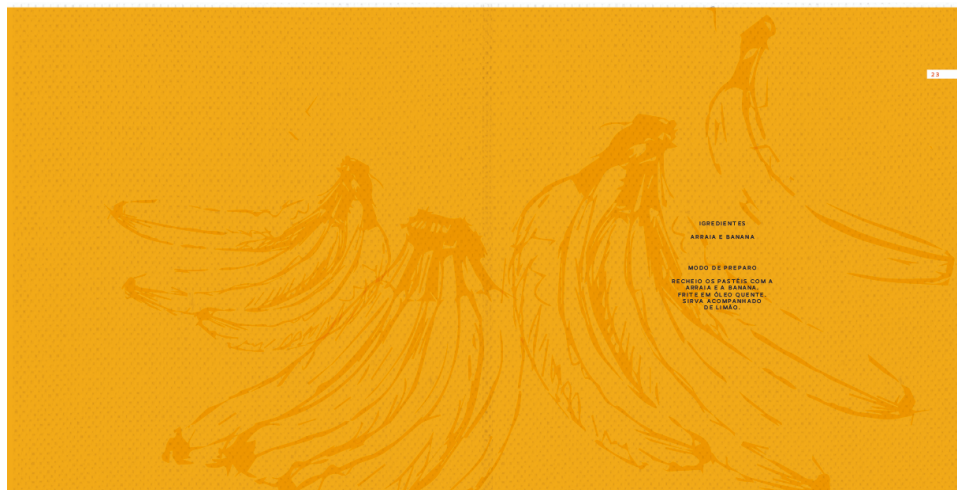 23
IGREDIENTES
ARRAIA E BANANA
MODO DE PREPARO
RECHEIO OS PASTÉIS COM A
ARRAIA E A BANANA,
FRITE EM ÓLEO QUENTE,
SIRVA ACOMPANHADO
DE LIMÃO.